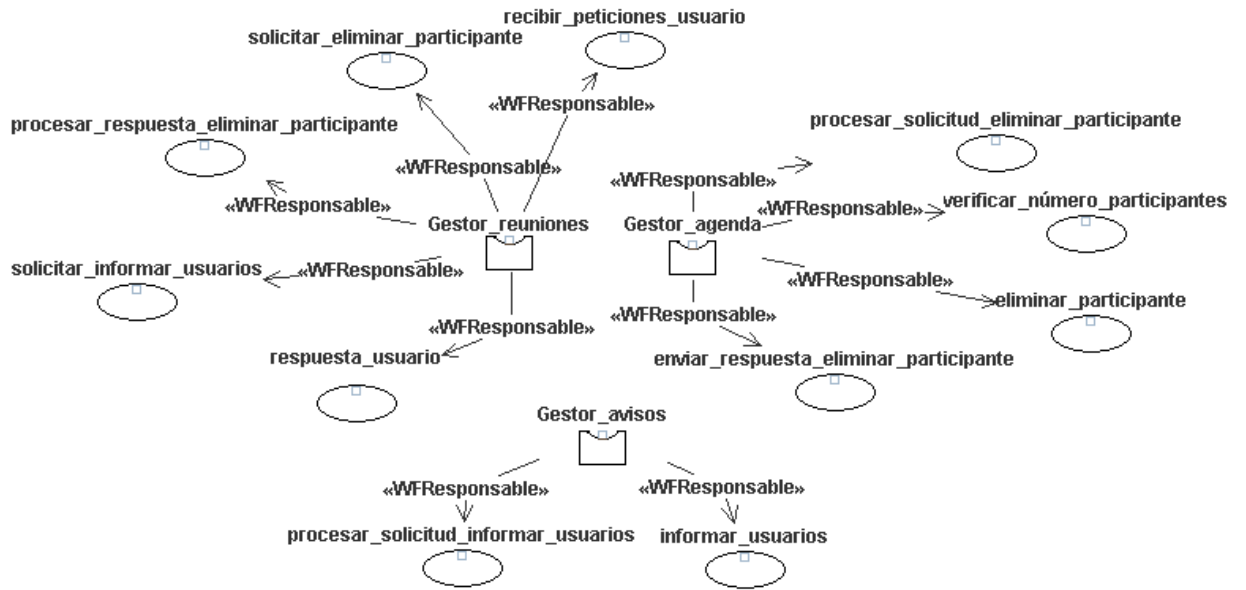 recibir_peticiones_usuario
solicitar_eliminar_participante
«WFResponsable»
procesar_respuesta_eliminar_participante
procesar_solicitud_eliminar_participante
«WFResponsable»
«WFResponsable»
«WFResponsable»
verificar_número_participantes
«WFResponsable»
Gestor_reuniones
Gestor_agenda
solicitar_informar_usuarios
«WFResponsable»
«WFResponsable»
eliminar_participante
«WFResponsable»
«WFResponsable»
respuesta_usuario
enviar_respuesta_eliminar_participante
Gestor_avisos
«WFResponsable»
«WFResponsable»
procesar_solicitud_informar_usuarios
informar_usuarios